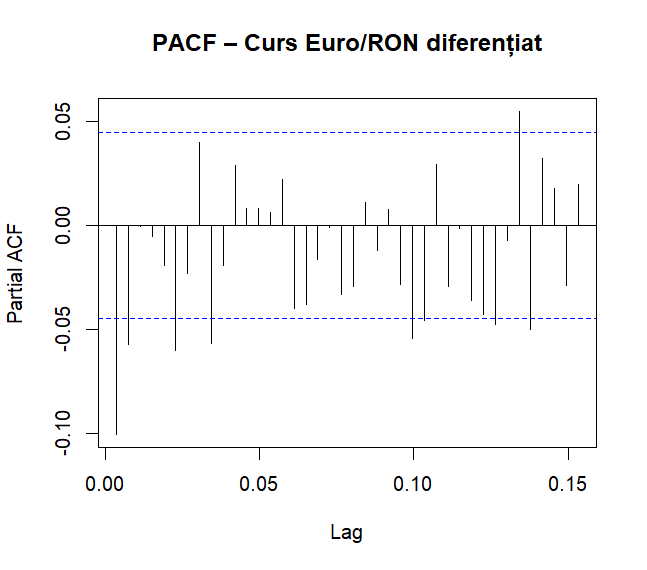 PACF – Curs Euro/RON diferențiat
Partial ACF
0.05
0.00
-0.05
-0.10
0.00 0.05 0.10 0.15
Lag